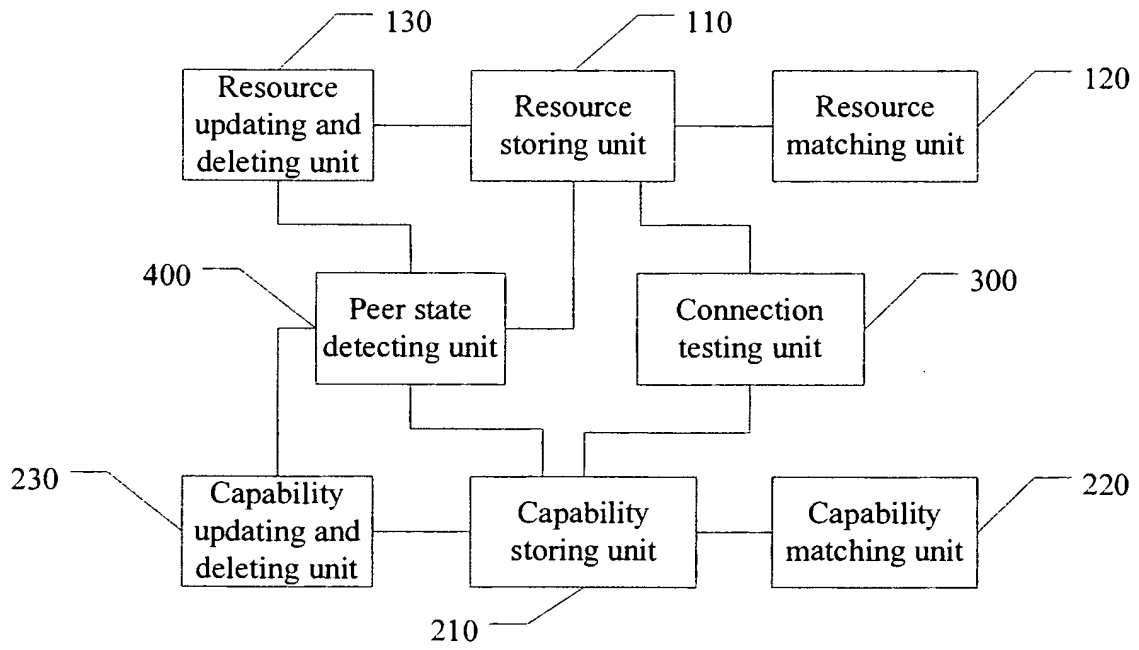 130
110
120
Resource
updating and
deleting unit
Resource
storing unit
Resource
matching unit
400
300
Peer state
detecting unit
Connection
testing unit
230
220
Capability
updating and
deleting unit
Capability
storing unit
Capability
matching unit
210